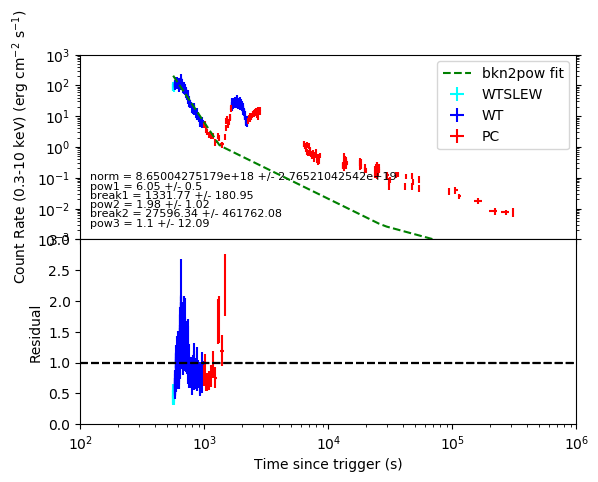 Count Rate (0.3-10 keV) (erg cm⁻² s⁻¹)
10³
10²
10¹
10⁰
10⁻¹
10⁻²
10⁻³
bkn2pow fit
WTSLEW
WT
PC
norm = 8.65004275179e+18 +/- 2.76521042542e+19
pow1 = 6.05 +/- 0.5
break1 = 1331.77 +/- 180.95
pow2 = 1.98 +/- 1.02
break2 = 27596.34 +/- 461762.08
pow3 = 1.1 +/- 12.09
Residual
3.0
2.5
2.0
1.5
1.0
0.5
0.0
10² 10³ 10⁴ 10⁵ 10⁶
Time since trigger (s)